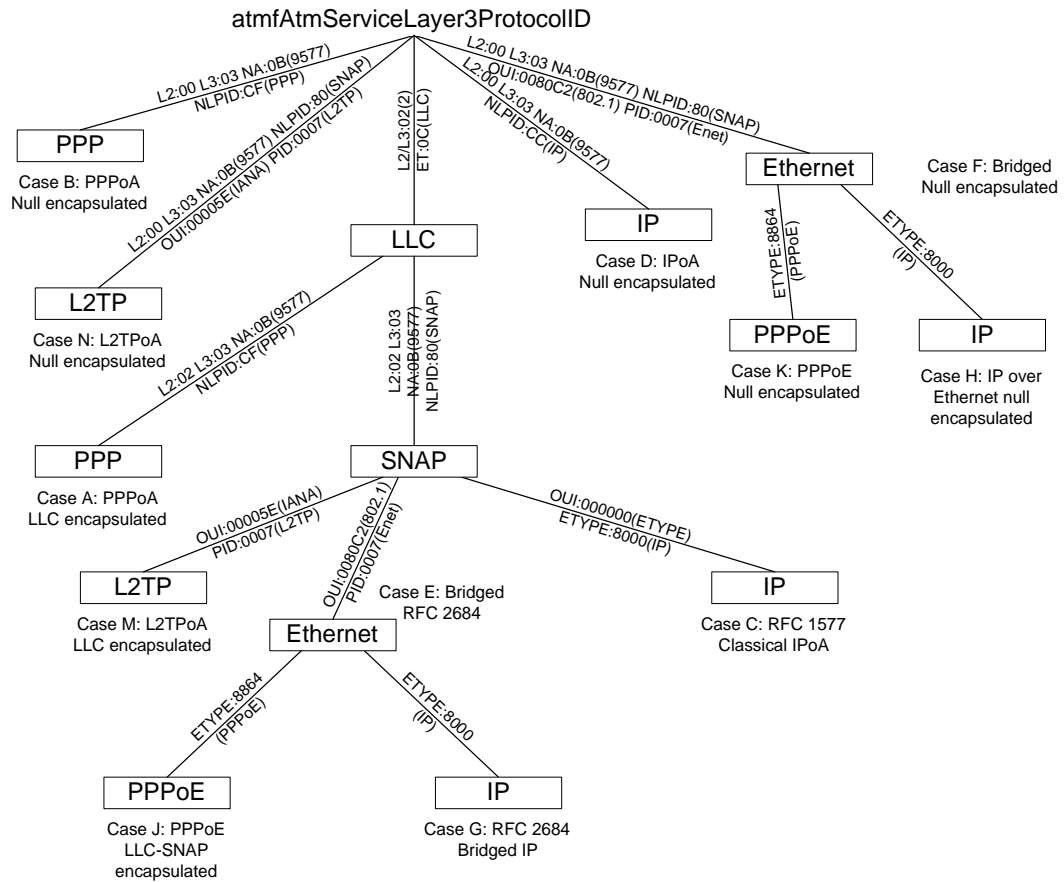 atmfAtmServiceLayer3ProtocolID
L2:00 L3:03 NA:0B(9577)
NLPID:CF(PPP)
L2:00 L3:03 NA:0B(9577) NLPID:80(SNAP)
OUI:00005E(IANA) PID:0007(L2TP)
L2/L3:02(2)
ET:0C(LLC)
L2:00 L3:03 NA:0B(9577)
NLPID:CC(IP)
L2:00 L3:03 NA:0B(9577) NLPID:80(SNAP)
OUI:0080C2(802.1) PID:0007(Enet)
PPP
Case B: PPPoA
Null encapsulated
Ethernet
Case F: Bridged
Null encapsulated
LLC
IP
Case D: IPoA
Null encapsulated
ETYPE:8864
(PPPoE)
ETYPE:8000
(IP)
L2TP
Case N: L2TPoA
Null encapsulated
PPPoE
Case K: PPPoE
Null encapsulated
IP
Case H: IP over
Ethernet null
encapsulated
L2:02 L3:03 NA:0B(9577)
NLPID:CF(PPP)
L2:02 L3:03
NA:0B(9577)
NLPID:80(SNAP)
PPP
Case A: PPPoA
LLC encapsulated
SNAP
OUI:00005E(IANA)
PID:0007(L2TP)
OUI:0080C2(802.1)
PID:0007(Enet)
OUI:000000(ETYPE)
ETYPE:8000(IP)
L2TP
Case M: L2TPoA
LLC encapsulated
Case E: Bridged
RFC 2684
IP
Case C: RFC 1577
Classical IPoA
Ethernet
ETYPE:8864
(PPPoE)
ETYPE:8000
(IP)
PPPoE
Case J: PPPoE
LLC-SNAP
encapsulated
IP
Case G: RFC 2684
Bridged IP